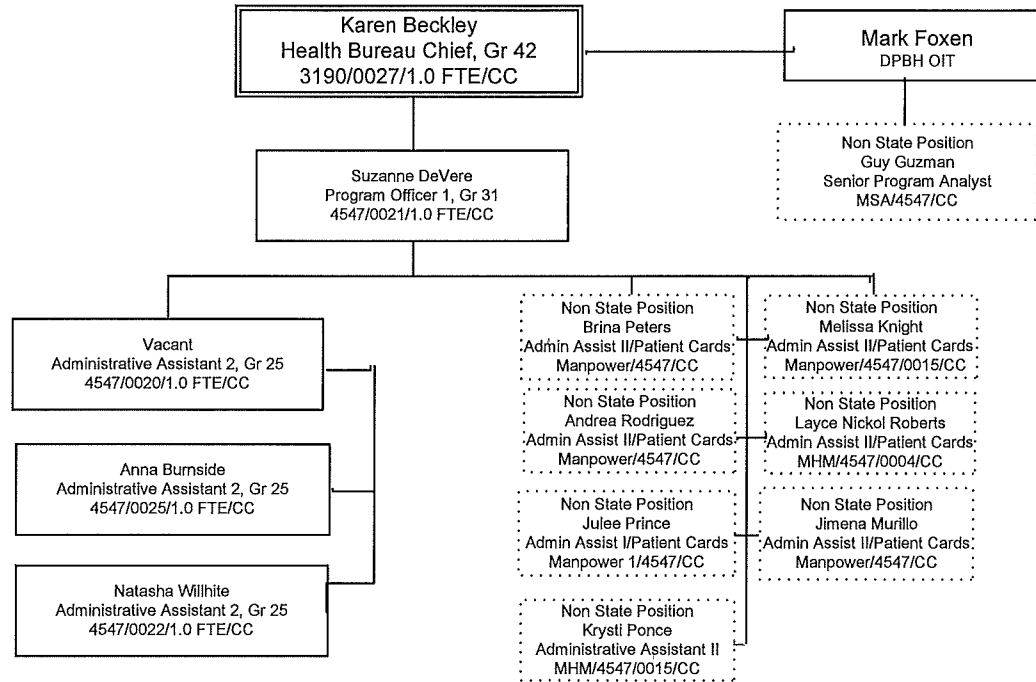 Karen Beckley
Health Bureau Chief, Gr 42
3190/0027/1.0 FTE/CC
Mark Foxen
DPBH OIT
Non State Position
Guy Guzman
Senior Program Analyst
MSA/4547/CC
Suzanne DeVere
Program Officer 1, Gr 31
4547/0021/1.0 FTE/CC
Vacant
Administrative Assistant 2, Gr 25
4547/0020/1.0 FTE/CC
Anna Burnside
Administrative Assistant 2, Gr 25
4547/0025/1.0 FTE/CC
Natasha Willhite
Administrative Assistant 2, Gr 25
4547/0022/1.0 FTE/CC
Non State Position
Brina Peters
Admin Assist II/Patient Cards
Manpower/4547/CC
Non State Position
Melissa Knight
Admin Assist II/Patient Cards
Manpower/4547/0015/CC
Non State Position
Andrea Rodriguez
Admin Assist II/Patient Cards
Manpower/4547/CC
Non State Position
Layce Nickol Roberts
Admin Assist II/Patient Cards
MHM/4547/0004/CC
Non State Position
Julee Prince
Admin Assist I/Patient Cards
Manpower 1/4547/CC
Non State Position
Jimena Murillo
Admin Assist II/Patient Cards
Manpower/4547/CC
Non State Position
Krysti Ponce
Administrative Assistant II
MHM/4547/0015/CC